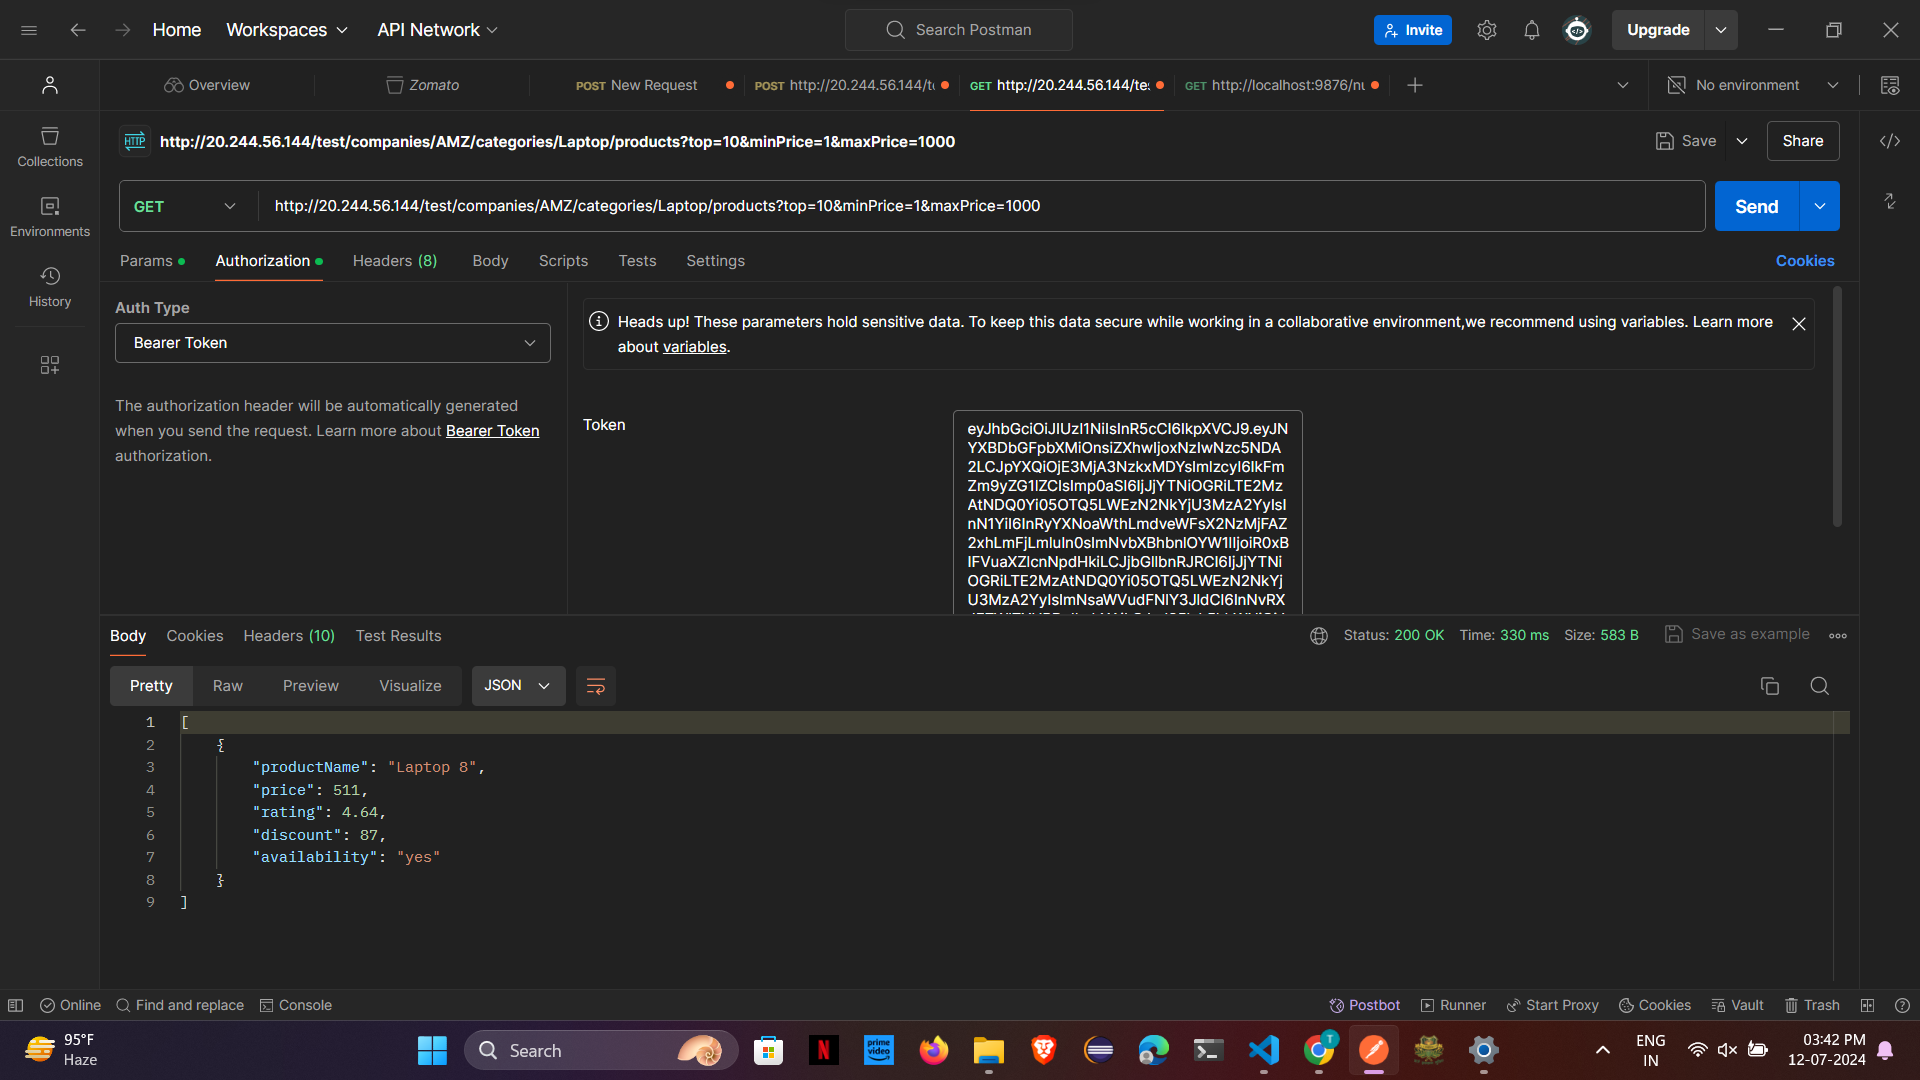 Home Workspaces API Network Search Postman Invite Upgrade
Overview Zomato POST New Request POST http://20.244.56.144/t GET http://20.244.56.144/te GET http://localhost:9876/nu No environment
HTTP http://20.244.56.144/test/companies/AMZ/categories/Laptop/products?top=10&minPrice=1&maxPrice=1000 Save Share
Collections
GET http://20.244.56.144/test/companies/AMZ/categories/Laptop/products?top=10&minPrice=1&maxPrice=1000 Send
Environments
Params Authorization Headers (8) Body Scripts Tests Settings Cookies
History
Auth Type
Bearer Token
The authorization header will be automatically generated
when you send the request. Learn more about Bearer Token
authorization.
Heads up! These parameters hold sensitive data. To keep this data secure while working in a collaborative environment,we recommend using variables. Learn more
about variables.
Token
Body Cookies Headers (10) Test Results Status: 200 OK Time: 330 ms Size: 583 B Save as example
Pretty Raw Preview Visualize JSON
1 [
2 {
3 "productName": "Laptop 8",
4 "price": 511,
5 "rating": 4.64,
6 "discount": 87,
7 "availability": "yes"
8 }
9 ]
Online Find and replace Console Postbot Runner Start Proxy Cookies Vault Trash
95°F
Haze
Search
prime
video
T
ENG
IN
03:42 PM
12-07-2024